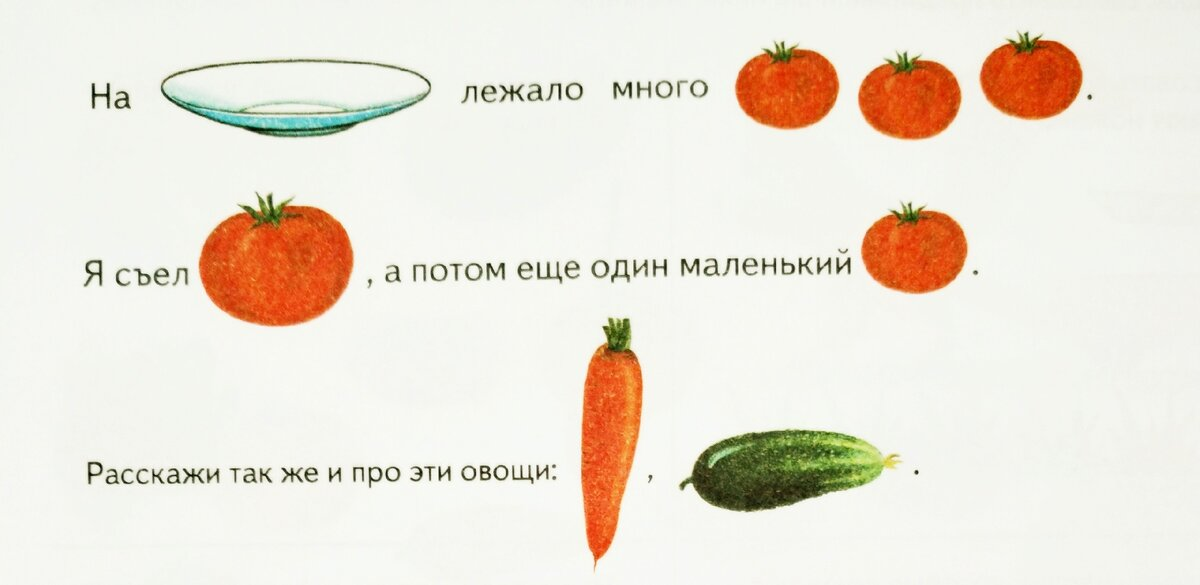 На лежало много .
Я съел , а потом еще один маленький .
Расскажи так же и про эти овощи: , .